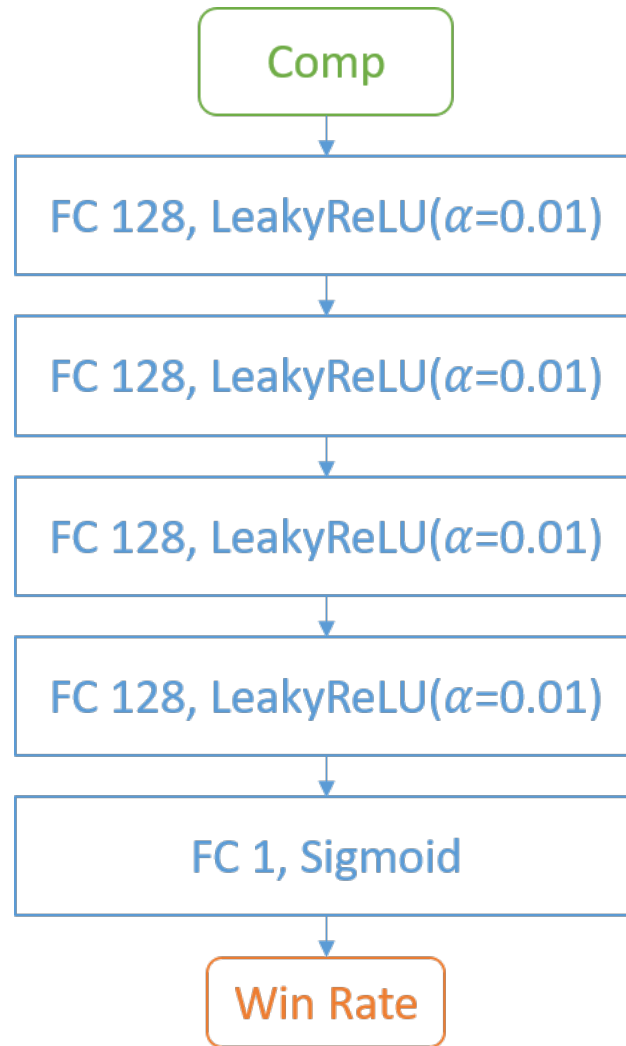 Comp
FC 128, LeakyReLU(α=0.01)
FC 128, LeakyReLU(α=0.01)
FC 128, LeakyReLU(α=0.01)
FC 128, LeakyReLU(α=0.01)
FC 1, Sigmoid
Win Rate